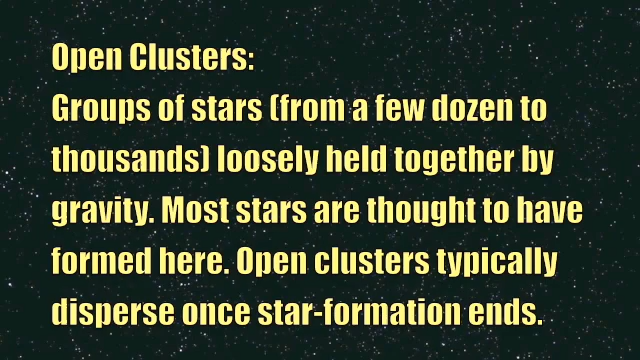 Open Clusters:
Groups of stars (from a few dozen to
thousands) loosely held together by
gravity. Most stars are thought to have
formed here. Open clusters typically
disperse once star-formation ends.